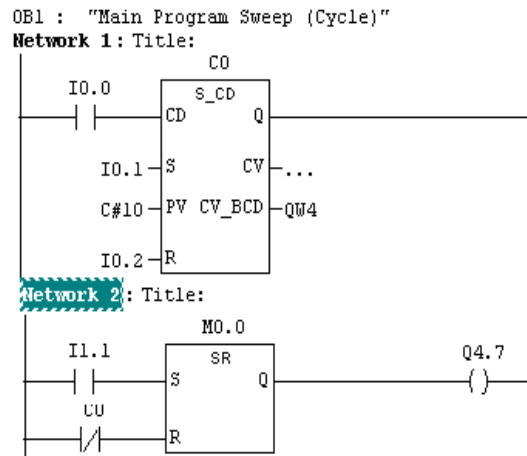 OB1 : "Main Program Sweep (Cycle)"
Network 1: Title:
C0
I0.0
S_CD
CD Q
I0.1 S CV ...
C#10 PV CV_BCD QW4
I0.2 R
Network 2: Title:
M0.0
I1.1 SR Q4.7
S Q
C0
R